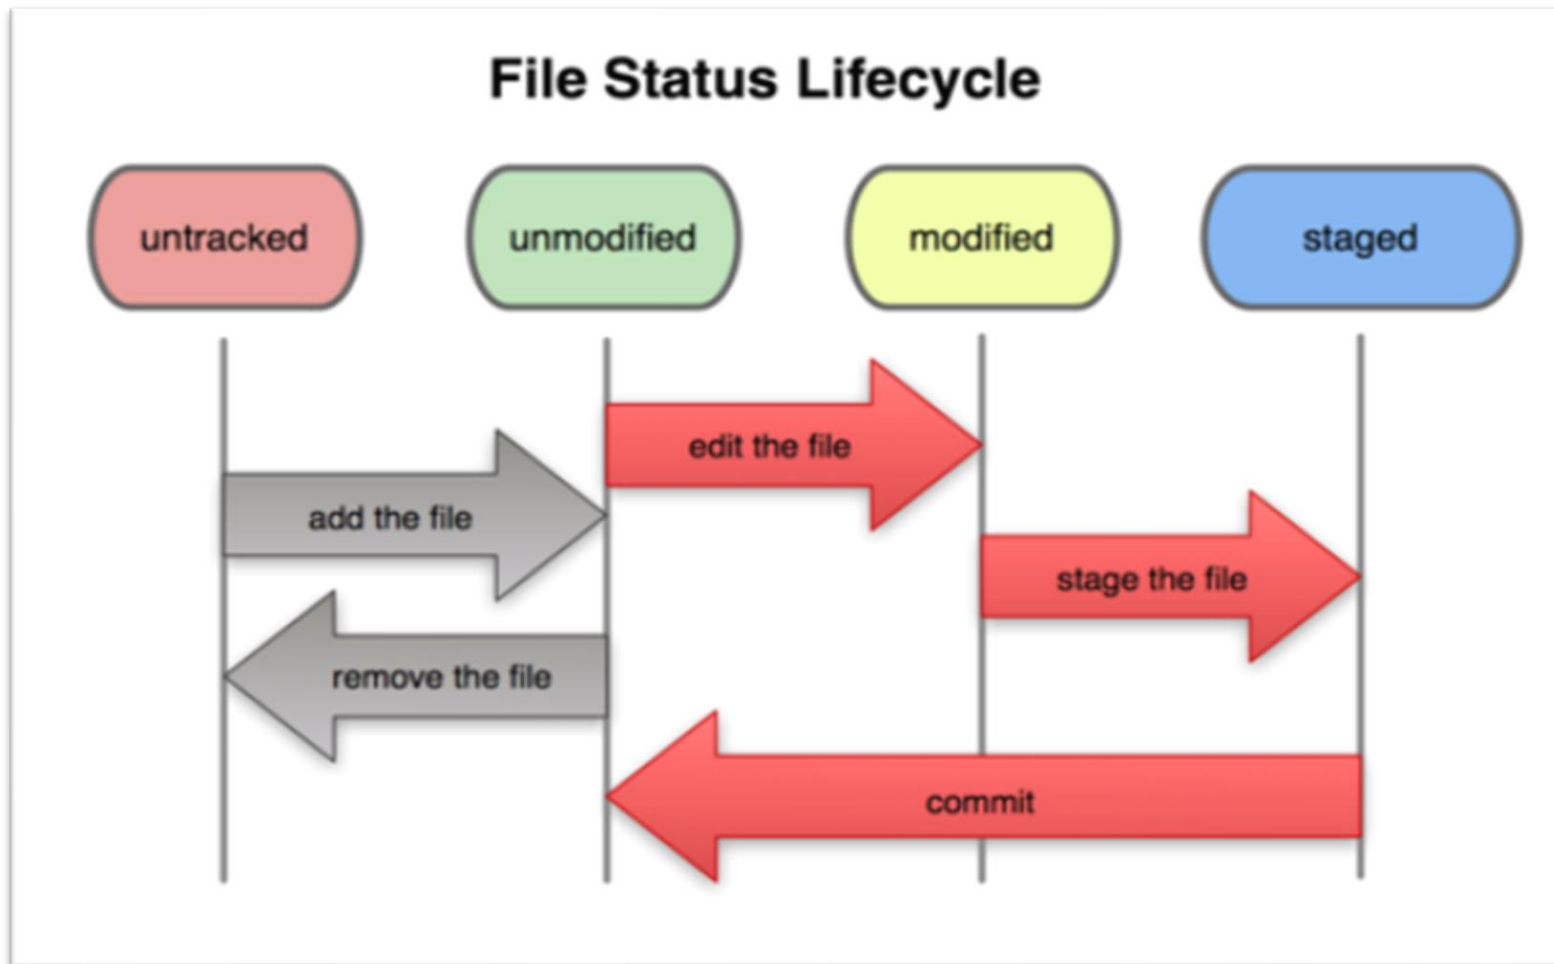 File Status Lifecycle
untracked
unmodified
modified
staged
edit the file
add the file
stage the file
remove the file
commit